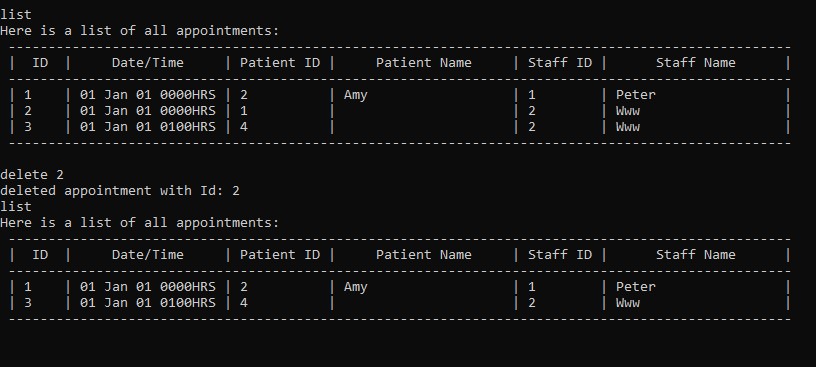 list
Here is a list of all appointments:
 --------------------------------------------------------------------------------------------------
|  ID  |     Date/Time     | Patient ID |     Patient Name     | Staff ID |      Staff Name      |
 --------------------------------------------------------------------------------------------------
| 1    | 01 Jan 01 0000HRS | 2          | Amy                  | 1        | Peter                |
| 2    | 01 Jan 01 0000HRS | 1          |                      | 2        | Www                  |
| 3    | 01 Jan 01 0100HRS | 4          |                      | 2        | Www                  |
 --------------------------------------------------------------------------------------------------
delete 2
deleted appointment with Id: 2
list
Here is a list of all appointments:
 --------------------------------------------------------------------------------------------------
|  ID  |     Date/Time     | Patient ID |     Patient Name     | Staff ID |      Staff Name      |
 --------------------------------------------------------------------------------------------------
| 1    | 01 Jan 01 0000HRS | 2          | Amy                  | 1        | Peter                |
| 3    | 01 Jan 01 0100HRS | 4          |                      | 2        | Www                  |
 --------------------------------------------------------------------------------------------------